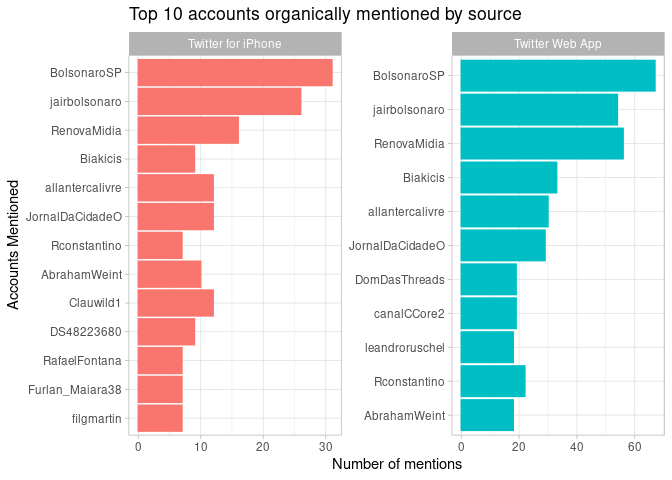 Top 10 accounts organically mentioned by source
Twitter for iPhone
Twitter Web App
Accounts Mentioned
BolsonaroSP
jairbolsonaro
RenovaMidia
Biakicis
allantercalivre
JornalDaCidadeO
Rconstantino
AbrahamWeint
Clauwild1
DS48223680
RafaelFontana
Furlan_Maiara38
filgmartin
0 10 20 30
BolsonaroSP
jairbolsonaro
RenovaMidia
Biakicis
allantercalivre
JornalDaCidadeO
DomDasThreads
canalCCore2
leandroruschel
Rconstantino
AbrahamWeint
0 20 40 60
Number of mentions